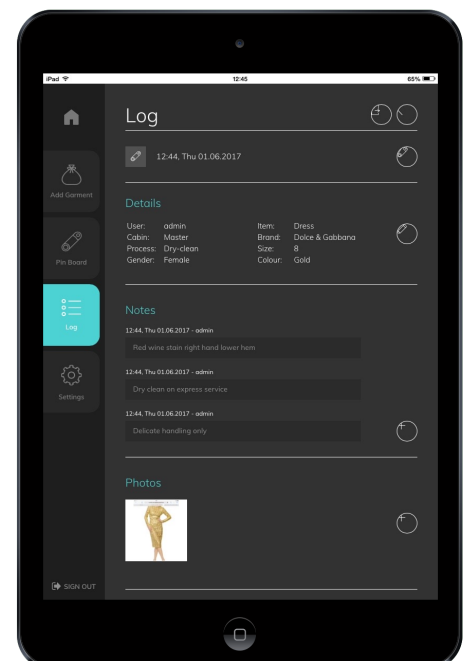 iPad 12:45 65%
Log
12:44, Thu 01.06.2017
Add Garment
Pin Board
Log
Settings
SIGN OUT
Details
User: admin Item: Dress
Cabin: Master Brand: Dolce & Gabbana
Process: Dry-clean Size: 8
Gender: Female Colour: Gold
Notes
12:44, Thu 01.06.2017 - admin
Red wine stain right hand lower hem
12:44, Thu 01.06.2017 - admin
Dry clean on express service
12:44, Thu 01.06.2017 - admin
Delicate handling only
Photos